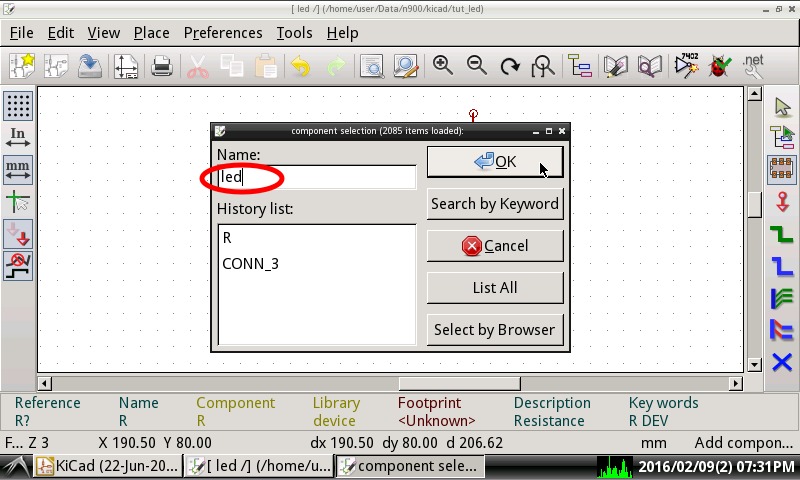 [ led /] (/home/user/Data/n900/kicad/tut_led)
File Edit View Place Preferences Tools Help
7402
.net
component selection (2085 items loaded):
Name:
led
OK
Search by Keyword
History list:
R
CONN_3
Cancel
List All
Select by Browser
In
mm
Reference Name Component Library Footprint Description Key words
R? R R device <Unknown> Resistance R DEV
F... Z 3 X 190.50 Y 80.00 dx 190.50 dy 80.00 d 206.62 mm Add compon...
KiCad (22-Jun-20... [ led /] (/home/u... component sele... 2016/02/09(2) 07:31PM